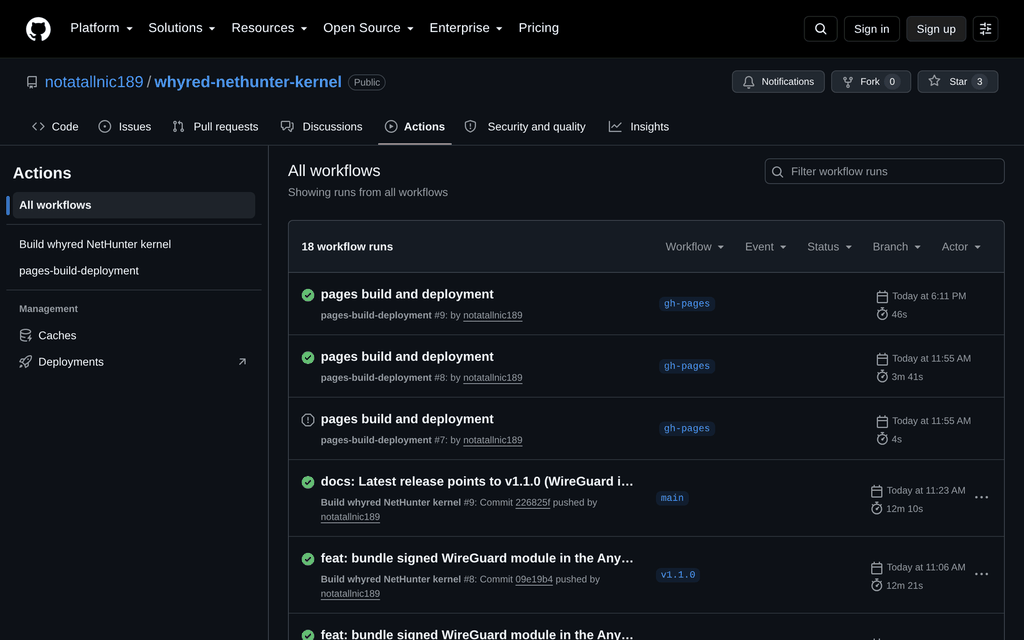 Platform Solutions Resources Open Source Enterprise Pricing Sign in Sign up
notatallnic189 / whyred-nethunter-kernel Public Notifications Fork 0 Star 3
Code Issues Pull requests Discussions Actions Security and quality Insights
Actions
All workflows
Build whyred NetHunter kernel
pages-build-deployment
Management
Caches
Deployments
All workflows
Showing runs from all workflows
Filter workflow runs
18 workflow runs Workflow Event Status Branch Actor
pages build and deployment
pages-build-deployment #9: by notatallnic189
gh-pages
Today at 6:11 PM
46s
pages build and deployment
pages-build-deployment #8: by notatallnic189
gh-pages
Today at 11:55 AM
3m 41s
pages build and deployment
pages-build-deployment #7: by notatallnic189
gh-pages
Today at 11:55 AM
4s
docs: Latest release points to v1.1.0 (WireGuard i…
Build whyred NetHunter kernel #9: Commit 226825f pushed by
notatallnic189
main
Today at 11:23 AM
12m 10s
feat: bundle signed WireGuard module in the Any…
Build whyred NetHunter kernel #8: Commit 09e19b4 pushed by
notatallnic189
v1.1.0
Today at 11:06 AM
12m 21s
feat: bundle signed WireGuard module in the Any…